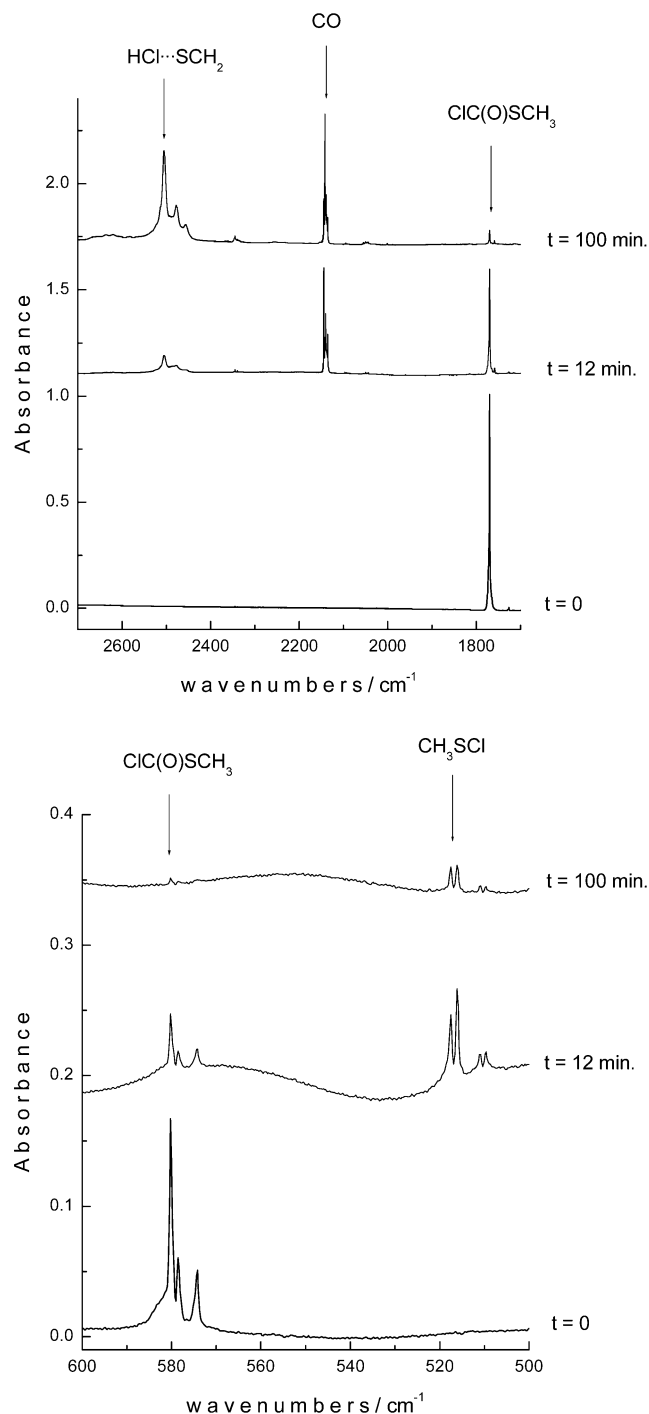 CO
HCl···SCH₂
ClC(O)SCH₃
2.0
t = 100 min.
1.5
t = 12 min.
1.0
0.5
0.0
t = 0
Absorbance
2600 2400 2200 2000 1800
wavenumbers/cm⁻¹
CH₃SCl
ClC(O)SCH₃
0.4
t = 100 min.
0.3
t = 12 min.
0.2
0.1
0.0
t = 0
Absorbance
600 580 560 540 520 500
wavenumbers/cm⁻¹